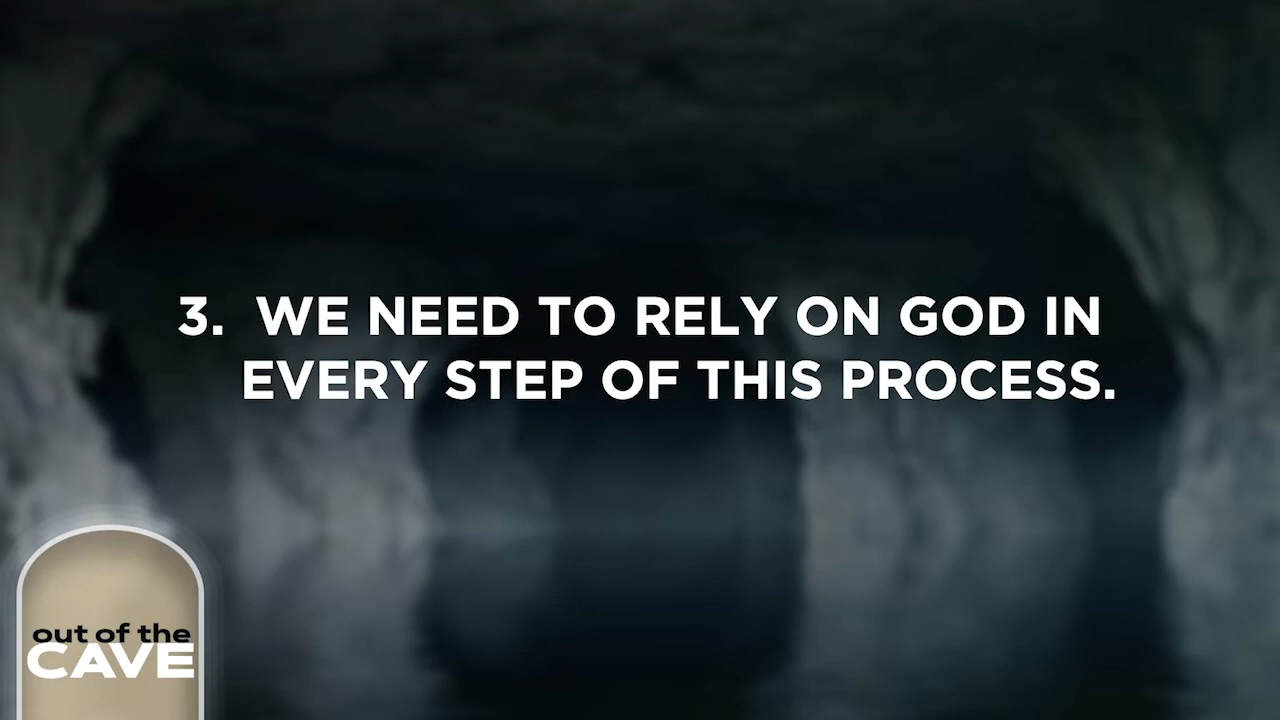 3. WE NEED TO RELY ON GOD IN
EVERY STEP OF THIS PROCESS.
out of the
CAVE